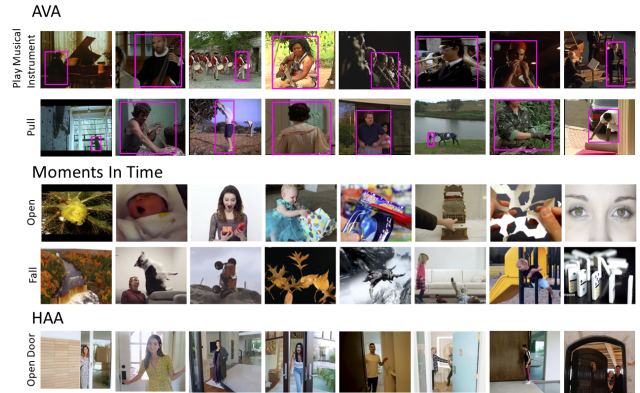 AVA
Play Musical
Instrument
Pull
Moments In Time
Open
Fall
HAA
Open Door